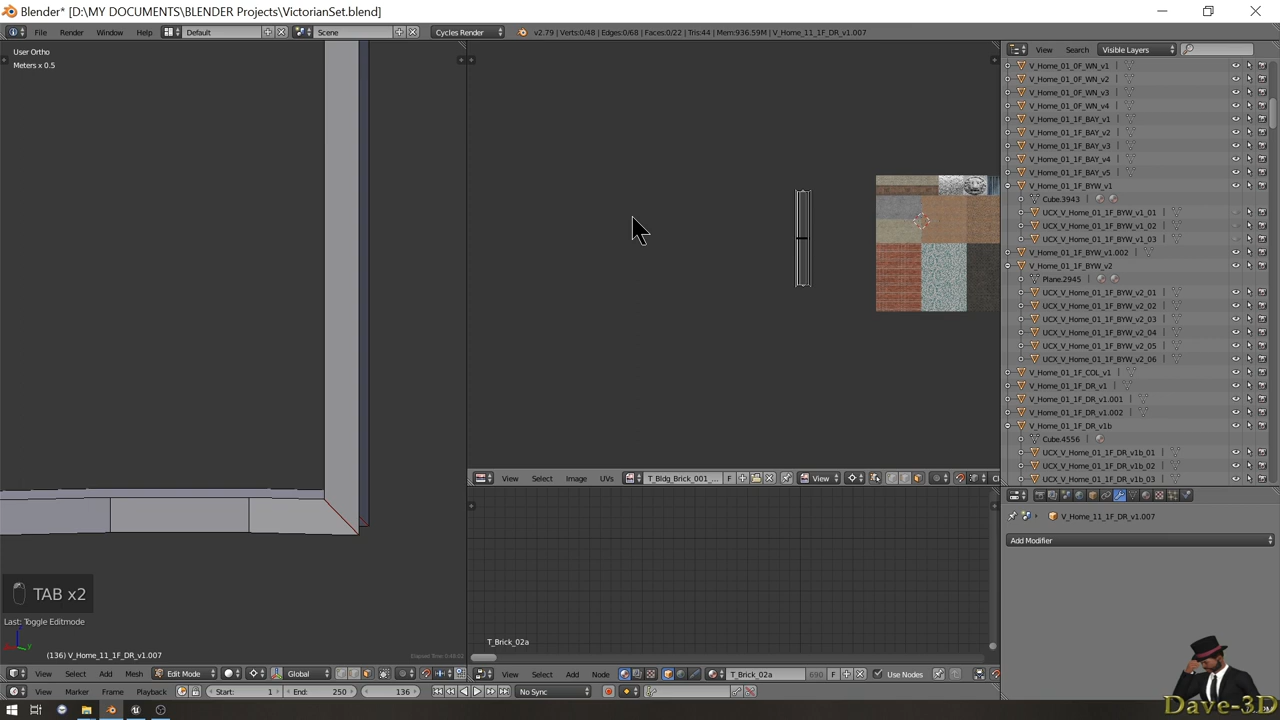 Blender* [D:\MY DOCUMENTS\BLENDER Projects\VictorianSet.blend]
File Render Window Help Default Scene Cycles Render v2.79 | Verts:0/48 | Edges:0/68 | Faces:0/22 | Tris:44 | Mem:936.59M | V_Home_11_1F_DR_v1.007
User Ortho
Meters x 0.5
View Search Visible Layers
V_Home_01_0F_WN_v1
V_Home_01_0F_WN_v2
V_Home_01_0F_WN_v3
V_Home_01_0F_WN_v4
V_Home_01_1F_BAY_v1
V_Home_01_1F_BAY_v2
V_Home_01_1F_BAY_v3
V_Home_01_1F_BAY_v4
V_Home_01_1F_BAY_v5
V_Home_01_1F_BYW_v1
Cube.3943
UCX_V_Home_01_1F_BYW_v1_01
UCX_V_Home_01_1F_BYW_v1_02
UCX_V_Home_01_1F_BYW_v1_03
V_Home_01_1F_BYW_v1.002
V_Home_01_1F_BYW_v2
Plane.2945
UCX_V_Home_01_1F_BYW_v2_01
UCX_V_Home_01_1F_BYW_v2_02
UCX_V_Home_01_1F_BYW_v2_03
UCX_V_Home_01_1F_BYW_v2_04
UCX_V_Home_01_1F_BYW_v2_05
UCX_V_Home_01_1F_BYW_v2_06
V_Home_01_1F_COL_v1
V_Home_01_1F_DR_v1
V_Home_01_1F_DR_v1.001
V_Home_01_1F_DR_v1.002
V_Home_01_1F_DR_v1b
Cube.4556
UCX_V_Home_01_1F_DR_v1b_01
UCX_V_Home_01_1F_DR_v1b_02
UCX_V_Home_01_1F_DR_v1b_03
View Select Image UVs T_Bldg_Brick_001_... F View
V_Home_11_1F_DR_v1.007
Add Modifier
TAB x2
Last: Toggle Editmode
(136) V_Home_11_1F_DR_v1.007
T_Brick_02a
View Select Add Mesh Edit Mode Global
View Select Add Node T_Brick_02a 690 F Use Nodes
View Marker Frame Playback Start: 1 End: 250 136 No Sync
Dave-3D